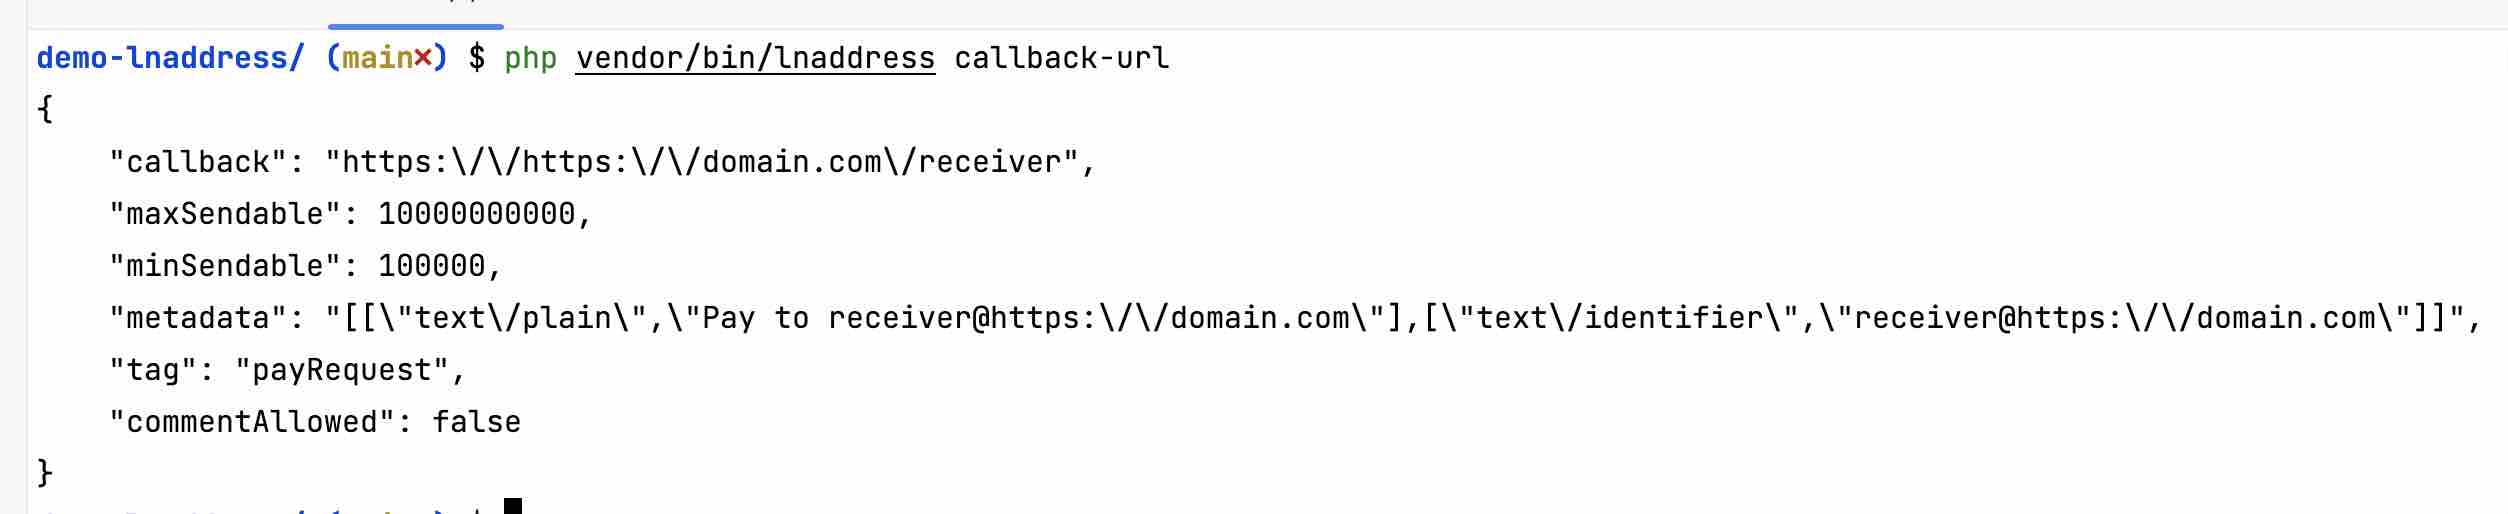 demo-lnaddress/ (main✗) $ php vendor/bin/lnaddress callback-url
{
    "callback": "https:\/\/https:\/\/domain.com\/receiver",
    "maxSendable": 10000000000,
    "minSendable": 100000,
    "metadata": "[[\"text\/plain\",\"Pay to receiver@https:\/\/domain.com\"],[\"text\/identifier\",\"receiver@https:\/\/domain.com\"]]",
    "tag": "payRequest",
    "commentAllowed": false
}